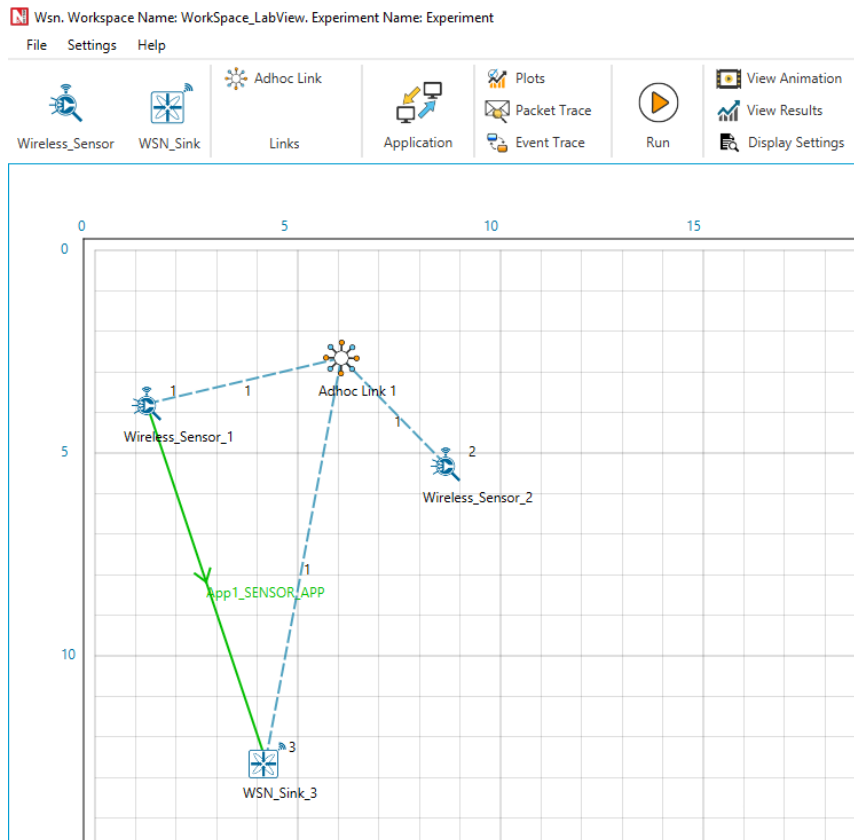 Wsn. Workspace Name: WorkSpace_LabView. Experiment Name: Experiment
File Settings Help
Adhoc Link
Plots
View Animation
Packet Trace
View Results
Wireless_Sensor WSN_Sink Links Application Event Trace Run Display Settings
0 5 10 15
0
1 1 Adhoc Link 1
Wireless_Sensor_1
1
5
2
Wireless_Sensor_2
1
App1_SENSOR_APP
10
3
WSN_Sink_3